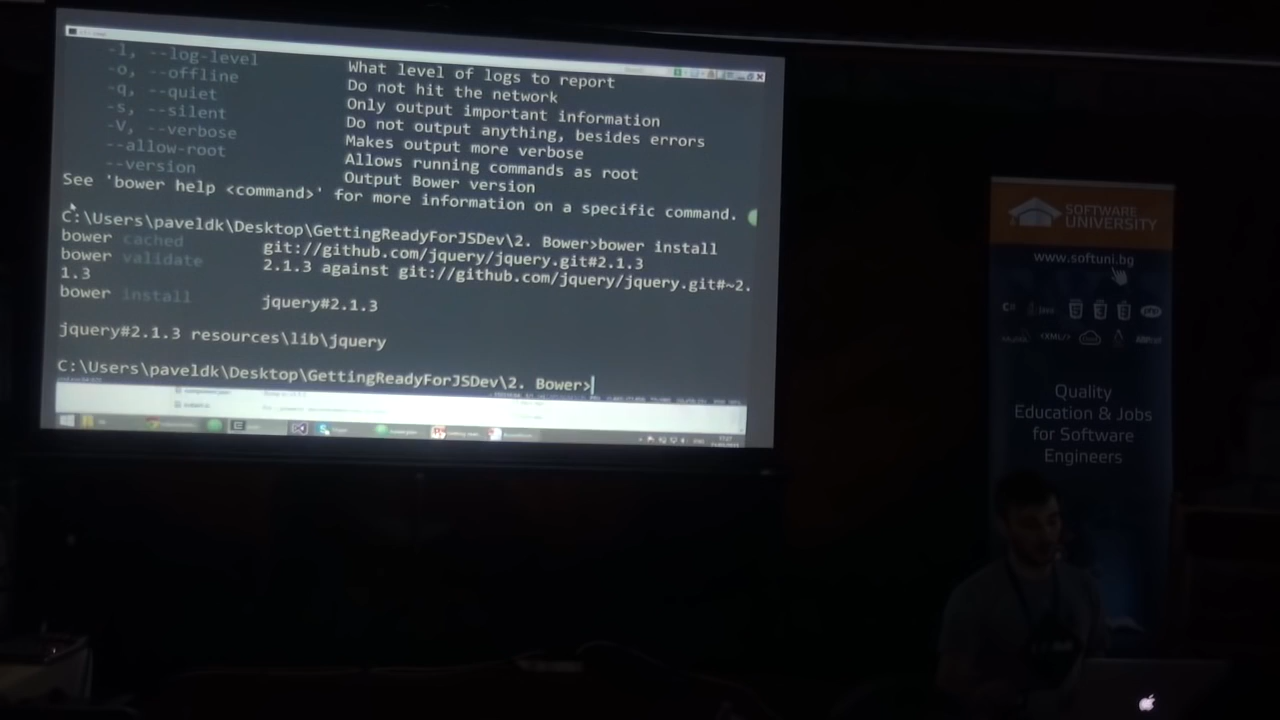 -l, --log-level What level of logs to report
-o, --offline Do not hit the network
-q, --quiet Only output important information
-s, --silent Do not output anything, besides errors
-V, --verbose Makes output more verbose
--allow-root Allows running commands as root
--version Output Bower version
See 'bower help <command>' for more information on a specific command.
C:\Users\paveldk\Desktop\GettingReadyForJSDev\2. Bower>bower install
bower cached git://github.com/jquery/jquery.git#2.1.3
bower validate 2.1.3 against git://github.com/jquery/jquery.git#~2.
1.3
bower install jquery#2.1.3
jquery#2.1.3 resources\lib\jquery
C:\Users\paveldk\Desktop\GettingReadyForJSDev\2. Bower>
SOFTWARE
UNIVERSITY
www.softuni.bg
C#
php
<XML/>
Quality
Education & Jobs
for Software
Engineers